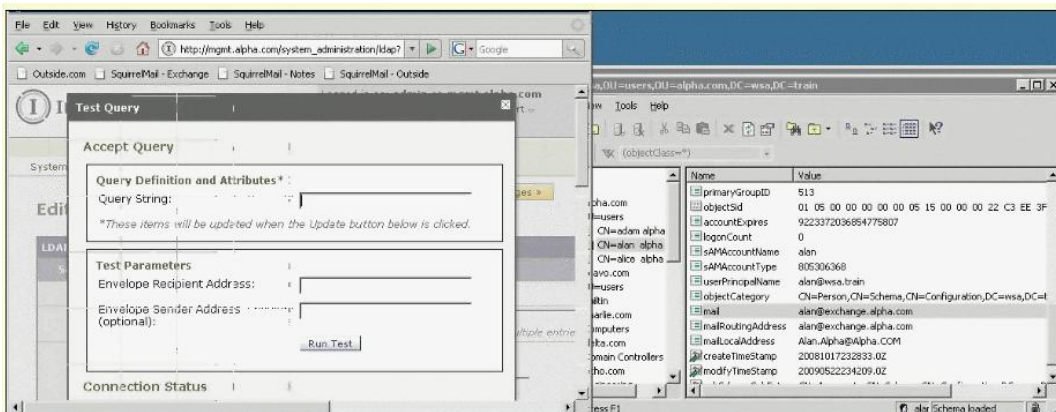 File Edit View History Bookmarks Tools Help
http://mgmt.alpha.com/system_administration/ldap?
Google
Outside.com SquirrelMail - Exchange SquirrelMail - Notes SquirrelMail - Outside
Test Query
Accept Query
System
Query Definition and Attributes*
Query String:
*These items will be updated when the Update button below is clicked.
Edi
LDA
Test Parameters
Envelope Recipient Address:
Envelope Sender Address
(optional):
ltiple entrie
Run Test
Connection Status
OU=users,OU=alpha.com,DC=wsa,DC=train
Tools Help
(objectClass=*)
pha.com
CN=adam alpha
CN=alan alpha
CN=alice alpha
avo.com
arlie.com
omputers
elta.com
omain Controllers
cho.com
Name Value
primaryGroupID 513
objectSid 01 05 00 00 00 00 00 05 15 00 00 00 22 C3 EE 3F
accountExpires 9223372036854775807
logonCount 0
sAMAccountName alan
sAMAccountType 805306368
userPrincipalName alan@wsa.train
objectCategory CN=Person,CN=Schema,CN=Configuration,DC=wsa,DC=t
mail alan@exchange.alpha.com
mailRoutingAddress alan@exchange.alpha.com
mailLocalAddress Alan.Alpha@Alpha.COM
createTimeStamp 20081017232833.0Z
modifyTimeStamp 20090522234209.0Z
cess F1
Schema loaded